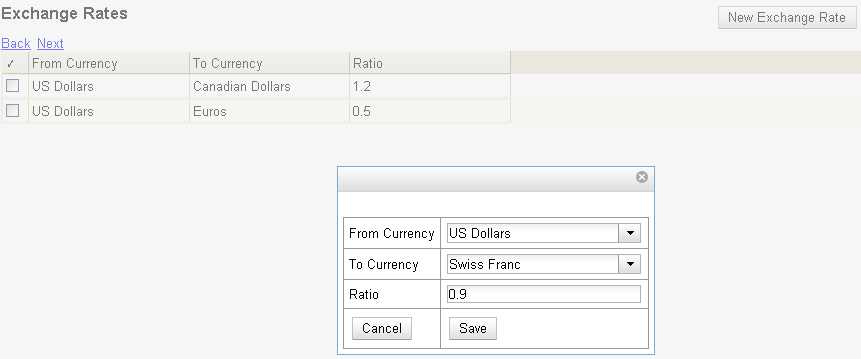 Exchange Rates
New Exchange Rate
Back Next
✓ From Currency To Currency Ratio
US Dollars Canadian Dollars 1.2
US Dollars Euros 0.5
From Currency US Dollars
To Currency Swiss Franc
Ratio 0.9
Cancel Save